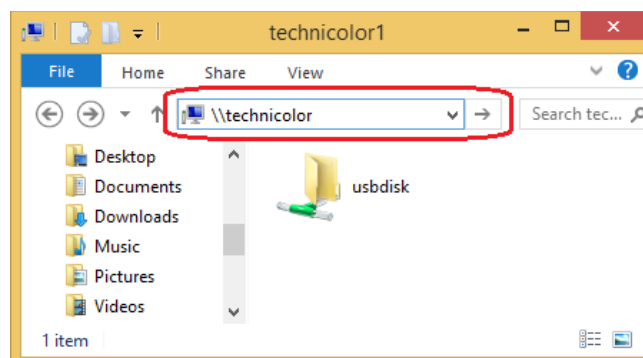 technicolor1
File Home Share View
\\technicolor Search tec...
Desktop
Documents
Downloads
Music
Pictures
Videos
usbdisk
1 item